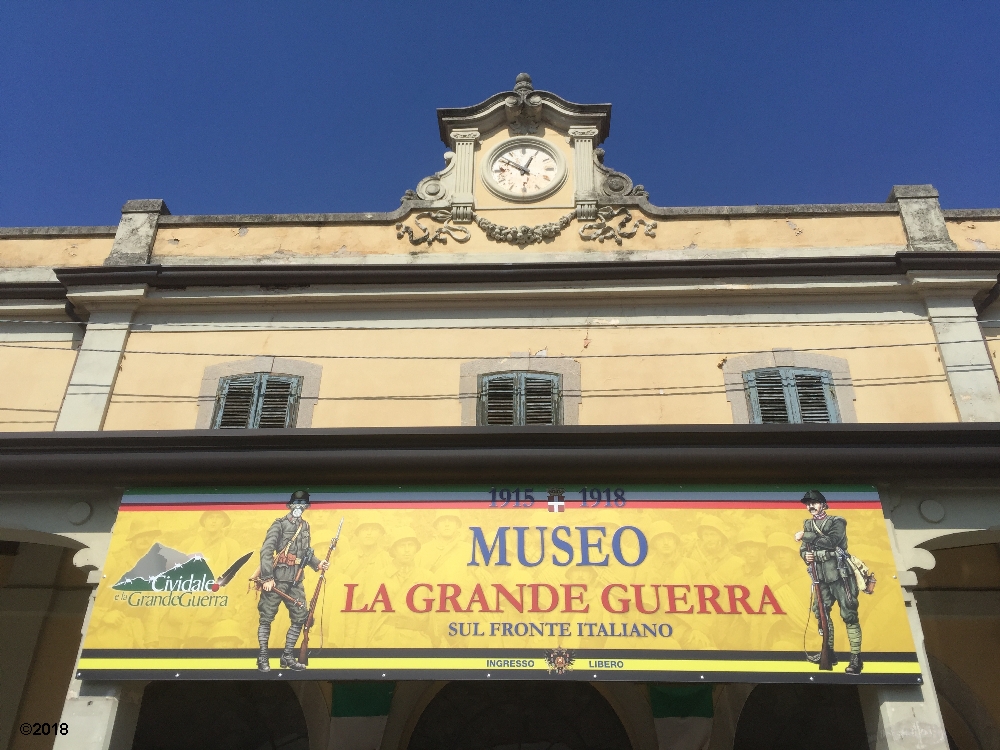 1915 1918
MUSEO
LA GRANDE GUERRA
SUL FRONTE ITALIANO
Cividale
e la GrandeGuerra
INGRESSO LIBERO
©2018